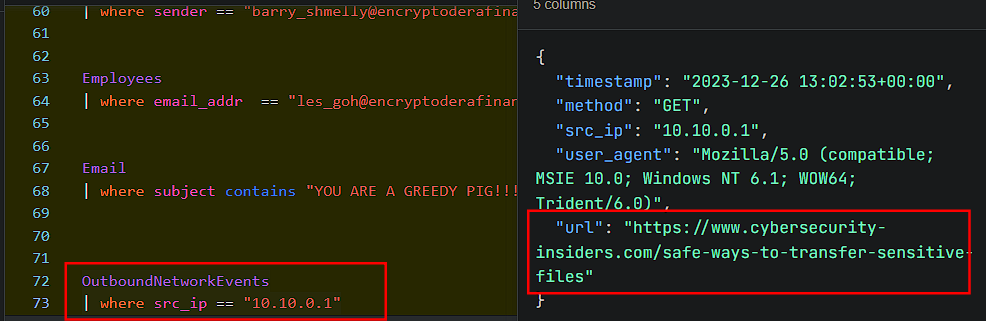 60 | where sender == "barry_shmelly@encryptoderafinan
61
62
63 Employees
64 | where email_addr  == "les_goh@encryptoderafinan
65
66
67 Email
68 | where subject contains "YOU ARE A GREEDY PIG!!!
69
70
71
72 OutboundNetworkEvents
73 | where src_ip == "10.10.0.1"
5 columns
{
"timestamp": "2023-12-26 13:02:53+00:00",
"method": "GET",
"src_ip": "10.10.0.1",
"user_agent": "Mozilla/5.0 (compatible;
MSIE 10.0; Windows NT 6.1; WOW64;
Trident/6.0)",
"url": "https://www.cybersecurity-
insiders.com/safe-ways-to-transfer-sensitive-
files"
}